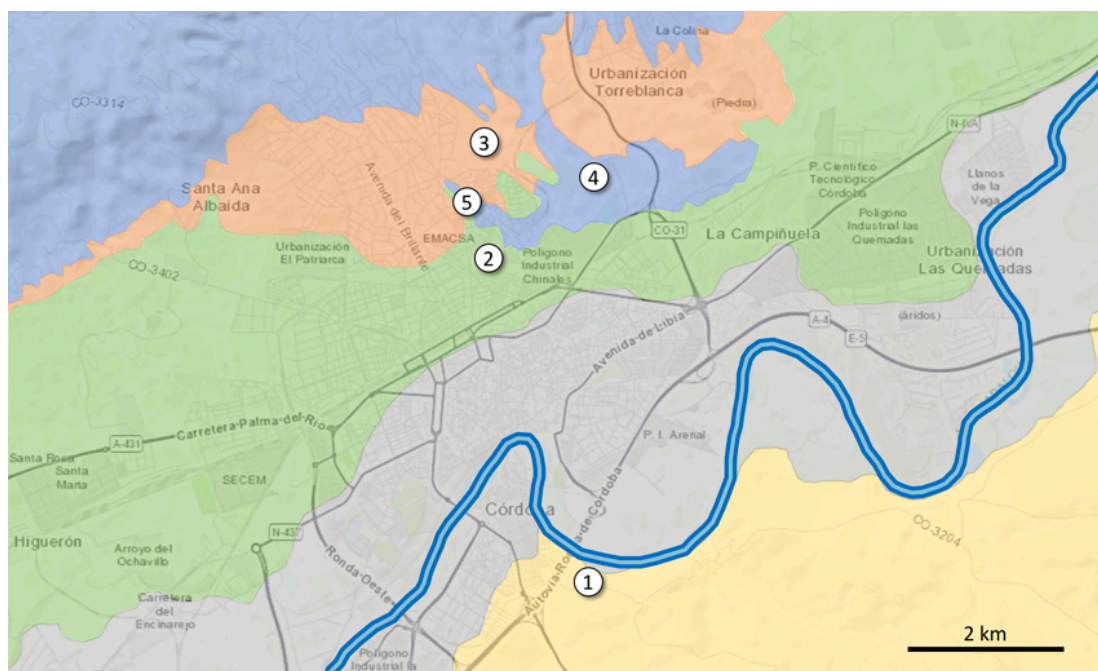 La Colina
CO-3314
Urbanización
Torreblanca
(Piedra)
N-IVA
3
P. Científico
Tecnológico
Córdoba
Llanos
de la
Vega
4
Santa Ana
Albaida
Avenida del Brillante
5
Polígono
Industrial las
Quemadas
EMACSA
CO-31
La Campiñuela
2
Urbanización
El Patriarca
Polígono
Industrial
Chinales
Urbanización
Las Quemadas
CO-3402
(áridos)
Avenida-de-Libia
A-4
E-5
Carretera-Palma-del-Río
A-431
P. I. Arenal
Santa Rosa
Santa
Marta
SECEM
Córdoba
N-437
CO-3204
Higuerón
Arroyo del
Ochavillo
Ronda-Oeste
Autovía-Ronda-de-Córdoba
1
Carretera
del
Encinarejo
2 km
Polígono
Industrial la